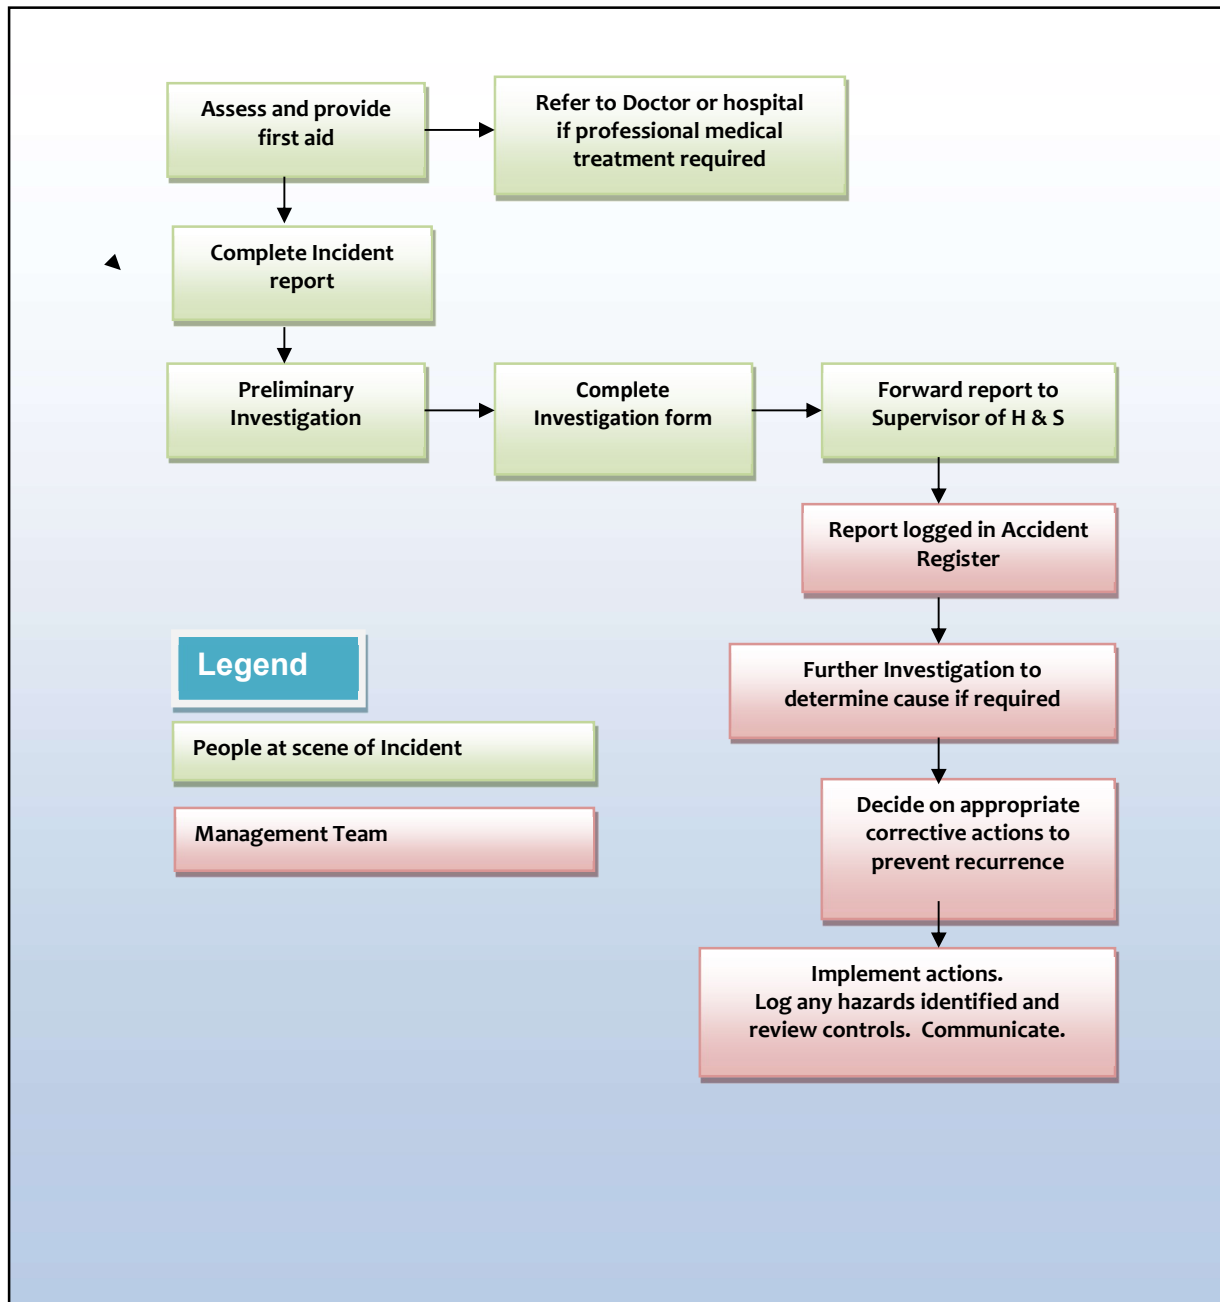 Assess and provide
first aid
Refer to Doctor or hospital
if professional medical
treatment required
Complete Incident
report
Preliminary
Investigation
Complete
Investigation form
Forward report to
Supervisor of H & S
Report logged in Accident
Register
Further Investigation to
determine cause if required
Decide on appropriate
corrective actions to
prevent recurrence
Implement actions.
Log any hazards identified and
review controls.  Communicate.
Legend
People at scene of Incident
Management Team